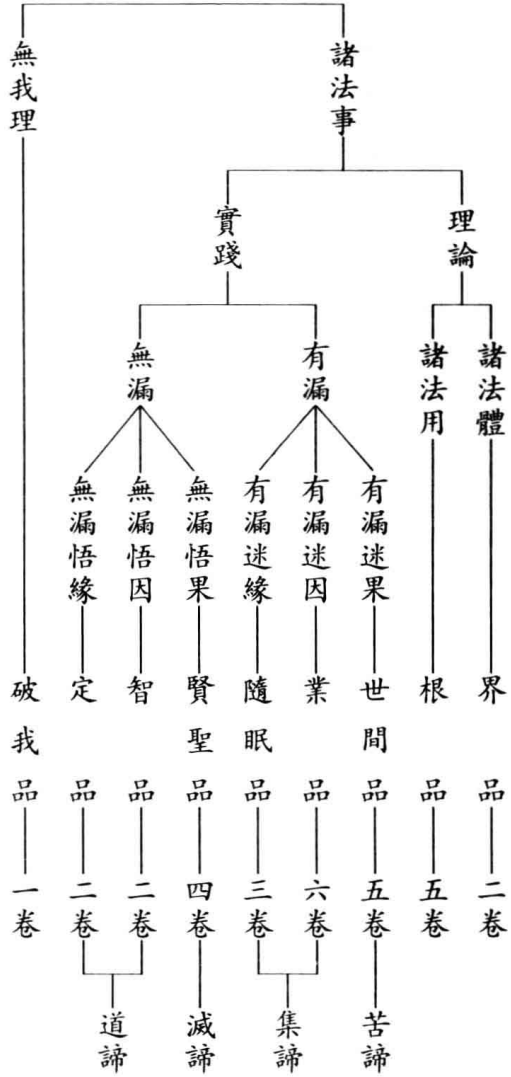 諸法事
無我理
理論
實踐
諸法體
諸法用
有漏
無漏
有漏迷果
有漏迷因
有漏迷緣
無漏悟果
無漏悟因
無漏悟緣
界品二卷
根品五卷
世間品五卷
業品六卷
隨眠品三卷
賢聖品四卷
智品二卷
定品二卷
破我品一卷
苦諦
集諦
滅諦
道諦